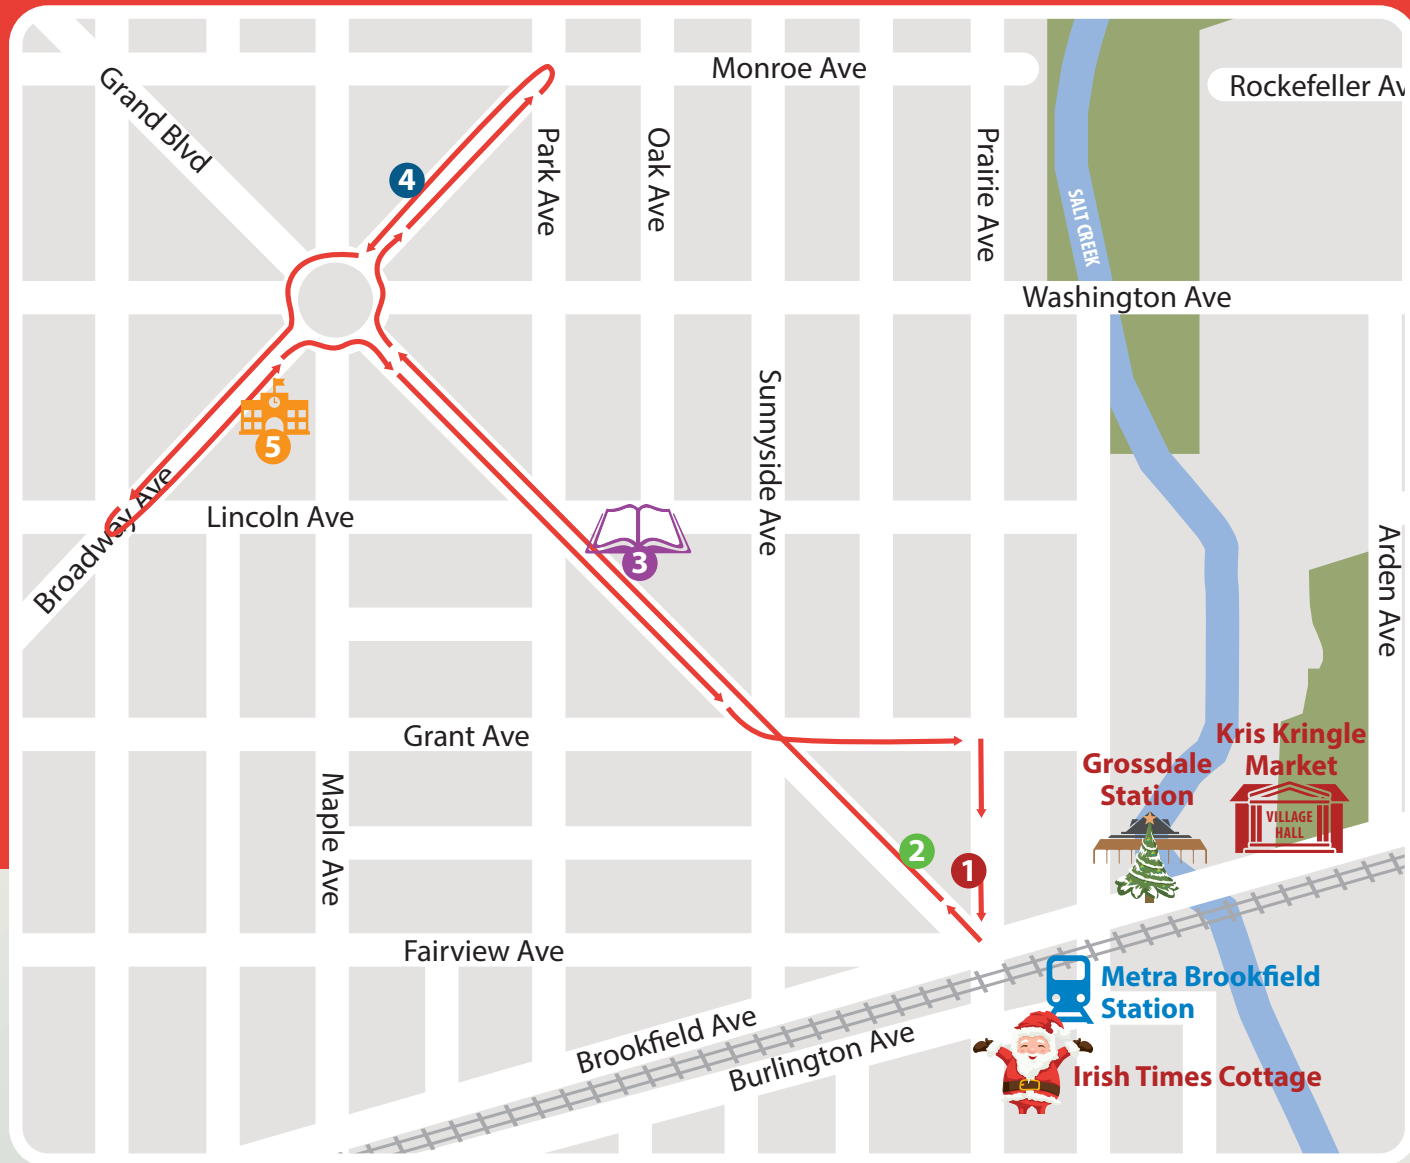 Monroe Ave
Rockefeller Av
Grand Blvd
Park Ave
Oak Ave
Prairie Ave
4
SALT CREEK
Washington Ave
Sunnyside Ave
5
Broadway Ave
Lincoln Ave
3
Arden Ave
Grant Ave
Kris Kringle
Market
Grossdale
Station
VILLAGE
HALL
Maple Ave
2
1
Fairview Ave
Metra Brookfield
Station
Brookfield Ave
Burlington Ave
Irish Times Cottage